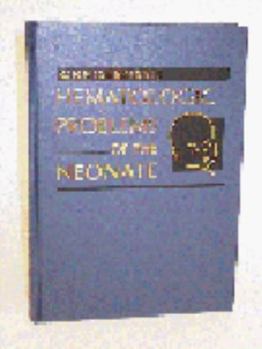 HEMATOLOGIC
PROBLEMS
OF THE
NEONATE